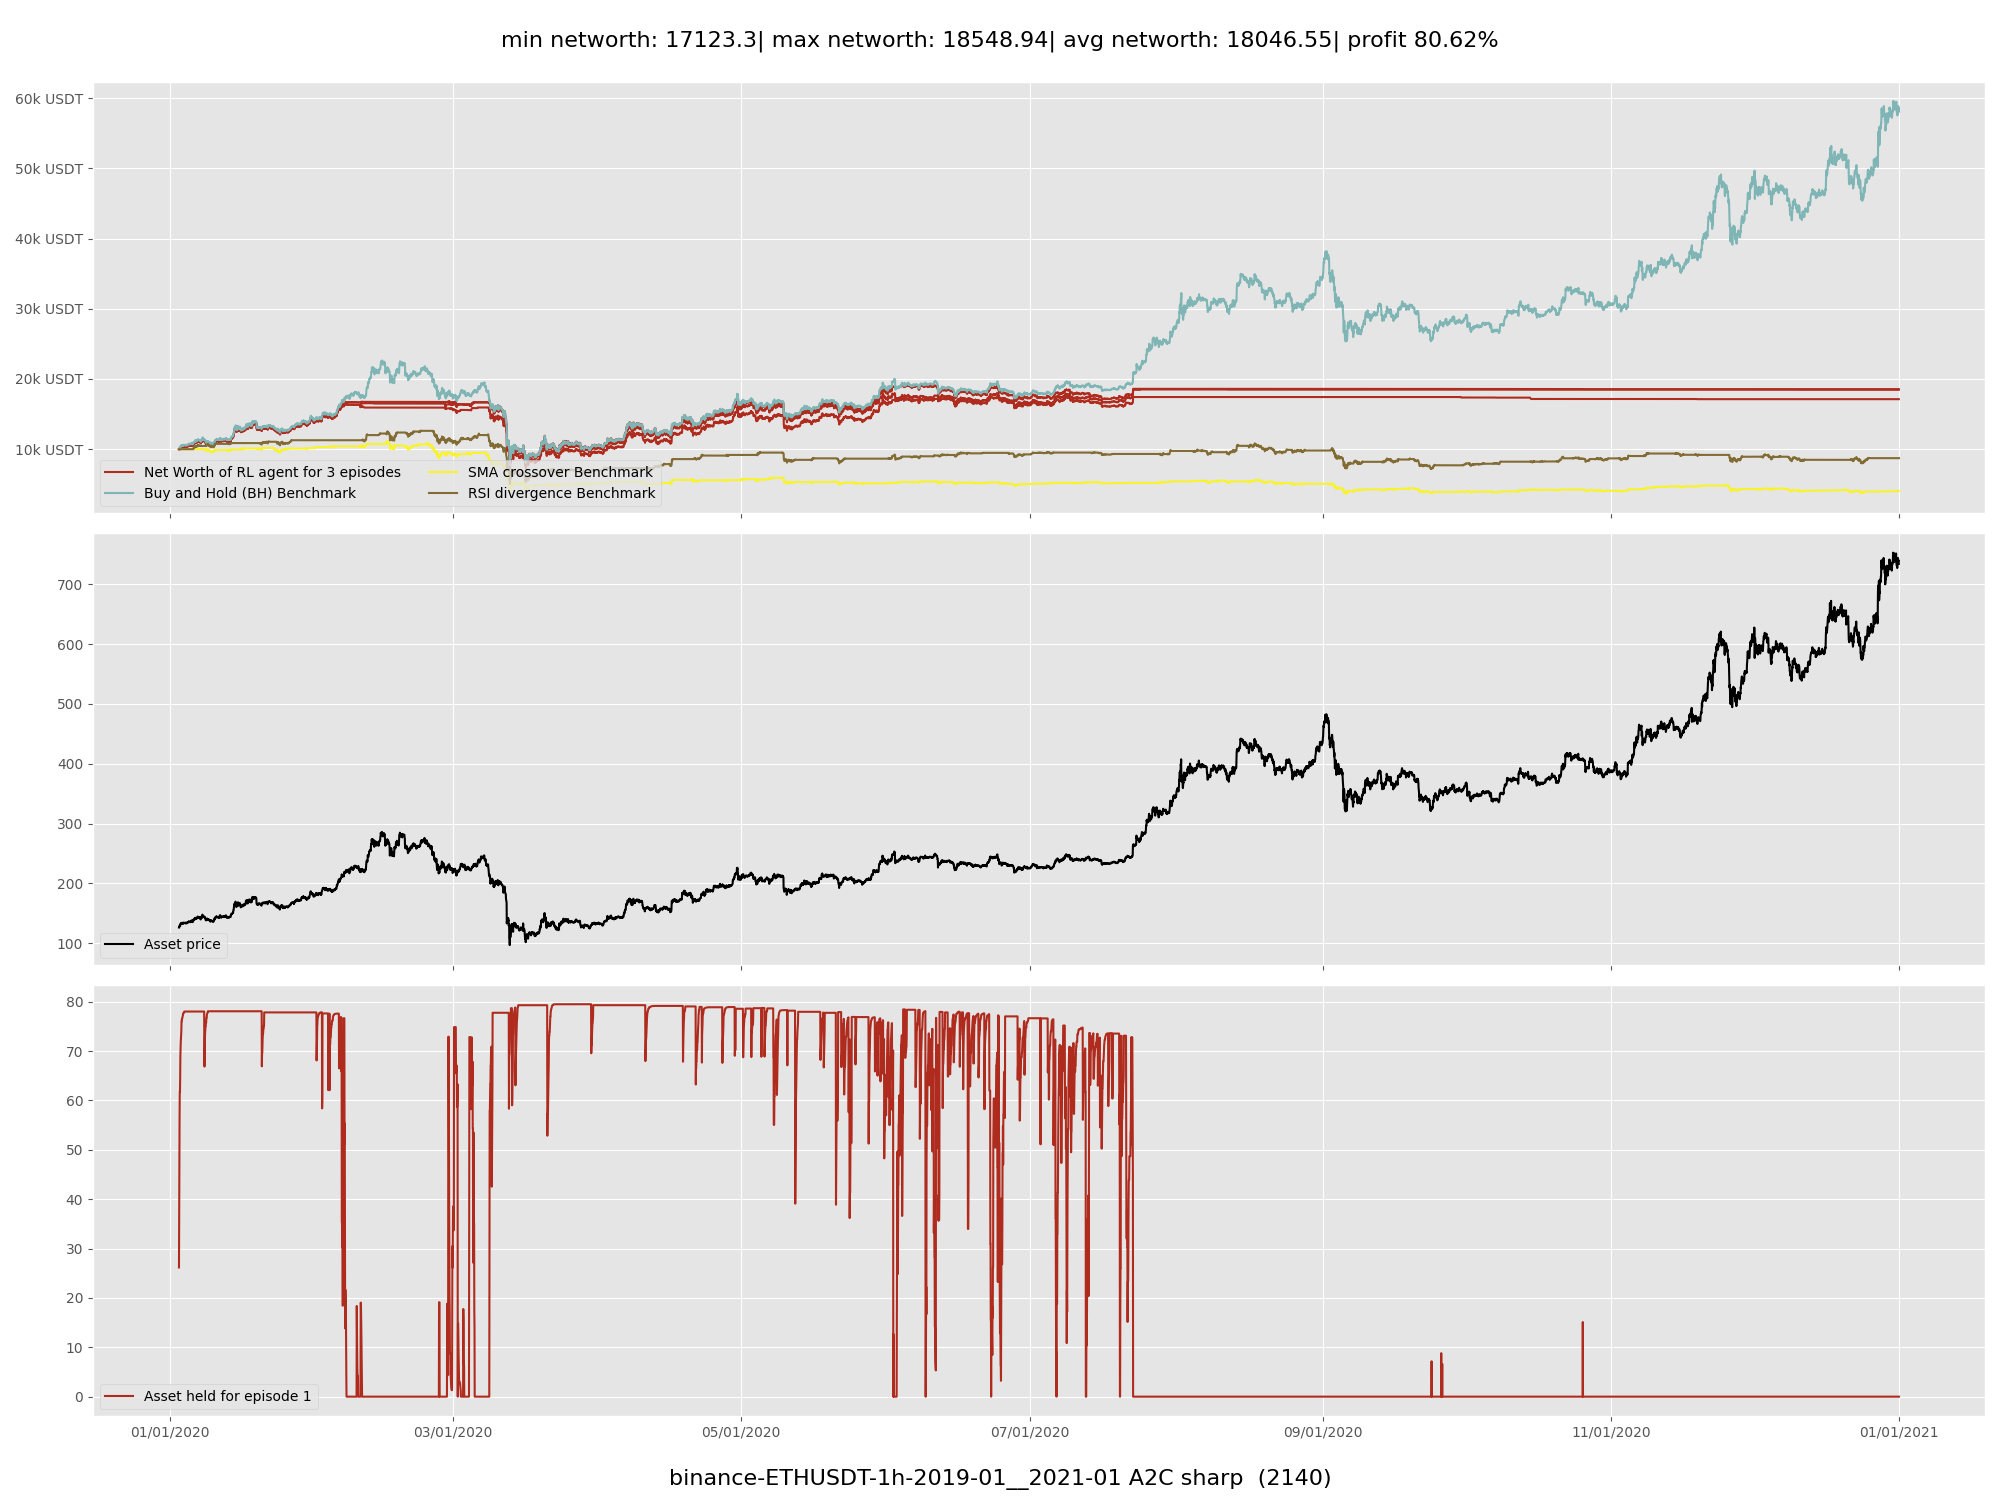 min networth: 17123.3| max networth: 18548.94| avg networth: 18046.55| profit 80.62%
60k USDT
50k USDT
40k USDT
30k USDT
20k USDT
10k USDT
Net Worth of RL agent for 3 episodes
Buy and Hold (BH) Benchmark
SMA crossover Benchmark
RSI divergence Benchmark
700
600
500
400
300
200
100
Asset price
80
70
60
50
40
30
20
10
0
Asset held for episode 1
01/01/2020 03/01/2020 05/01/2020 07/01/2020 09/01/2020 11/01/2020 01/01/2021
binance-ETHUSDT-1h-2019-01__2021-01 A2C sharp (2140)